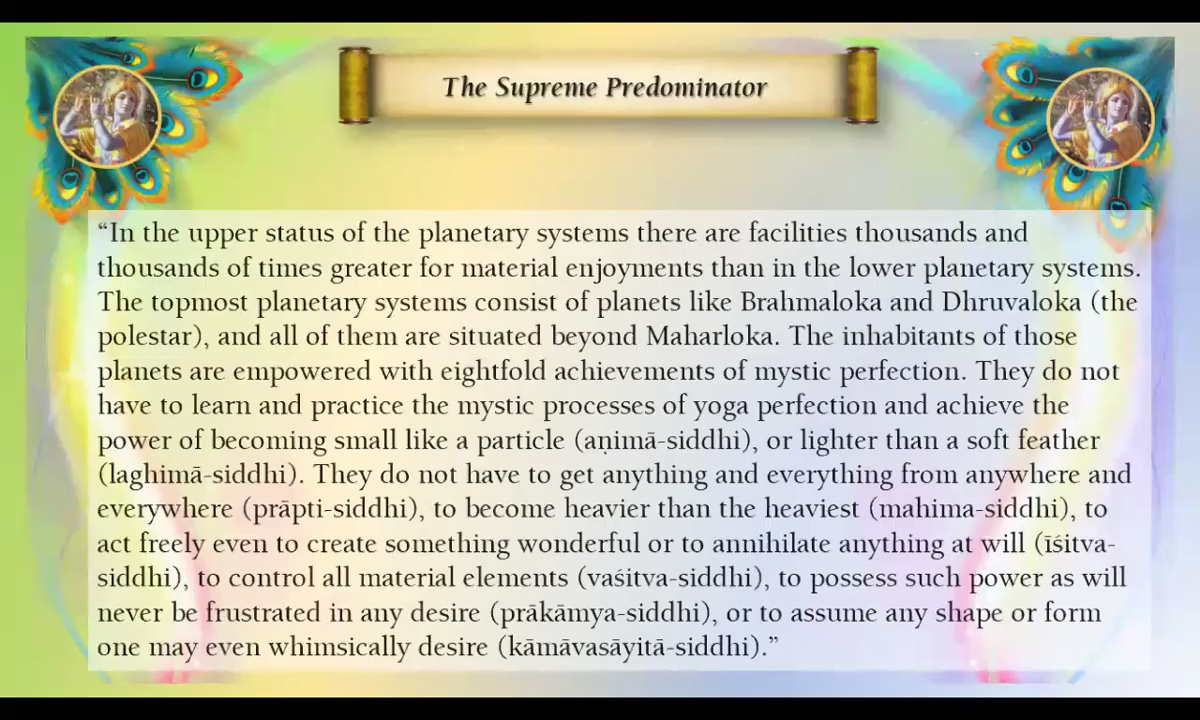 The Supreme Predominator
“In the upper status of the planetary systems there are facilities thousands and
thousands of times greater for material enjoyments than in the lower planetary systems.
The topmost planetary systems consist of planets like Brahmaloka and Dhruvaloka (the
polestar), and all of them are situated beyond Maharloka. The inhabitants of those
planets are empowered with eightfold achievements of mystic perfection. They do not
have to learn and practice the mystic processes of yoga perfection and achieve the
power of becoming small like a particle (aṇimā-siddhi), or lighter than a soft feather
(laghimā-siddhi). They do not have to get anything and everything from anywhere and
everywhere (prāpti-siddhi), to become heavier than the heaviest (mahima-siddhi), to
act freely even to create something wonderful or to annihilate anything at will (īśitva-
siddhi), to control all material elements (vaśitva-siddhi), to possess such power as will
never be frustrated in any desire (prākāmya-siddhi), or to assume any shape or form
one may even whimsically desire (kāmāvasāyitā-siddhi).”